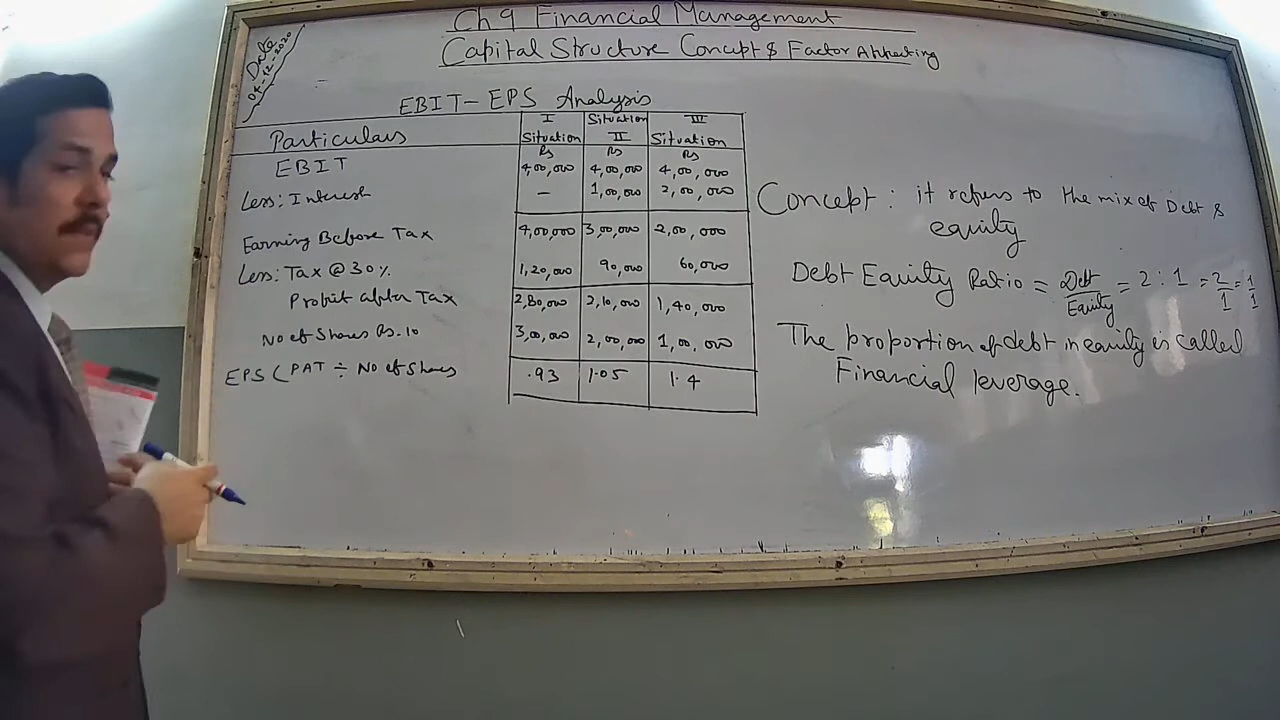 Date
04-12-2020
Ch 9 Financial Management
Capital Structure Concept & Factor Affecting
EBIT-EPS Analysis
Particulars I Situation Situation II III Situation
Rs Rs Rs
EBIT 4,00,000 4,00,000 4,00,000
Less: Interest — 1,00,000 2,00,000
Earning Before Tax 4,00,000 3,00,000 2,00,000
Less: Tax @ 30% 1,20,000 90,000 60,000
Profit after Tax 2,80,000 2,10,000 1,40,000
No of Shares Rs.10 3,00,000 2,00,000 1,00,000
EPS (PAT ÷ No of Shares .93 1.05 1.4
Concept: it refers to the mix of Debt &
equity
Debt Equity Ratio = Debt/Equity = 2:1 = 2/1 = 1/1
The proportion of debt in equity is called
Financial leverage.